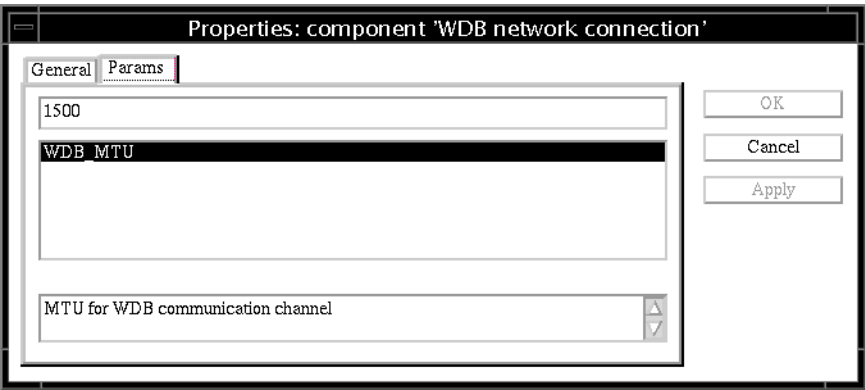 Properties: component 'WDB network connection'
General Params
1500
WDB_MTU
MTU for WDB communication channel
OK
Cancel
Apply